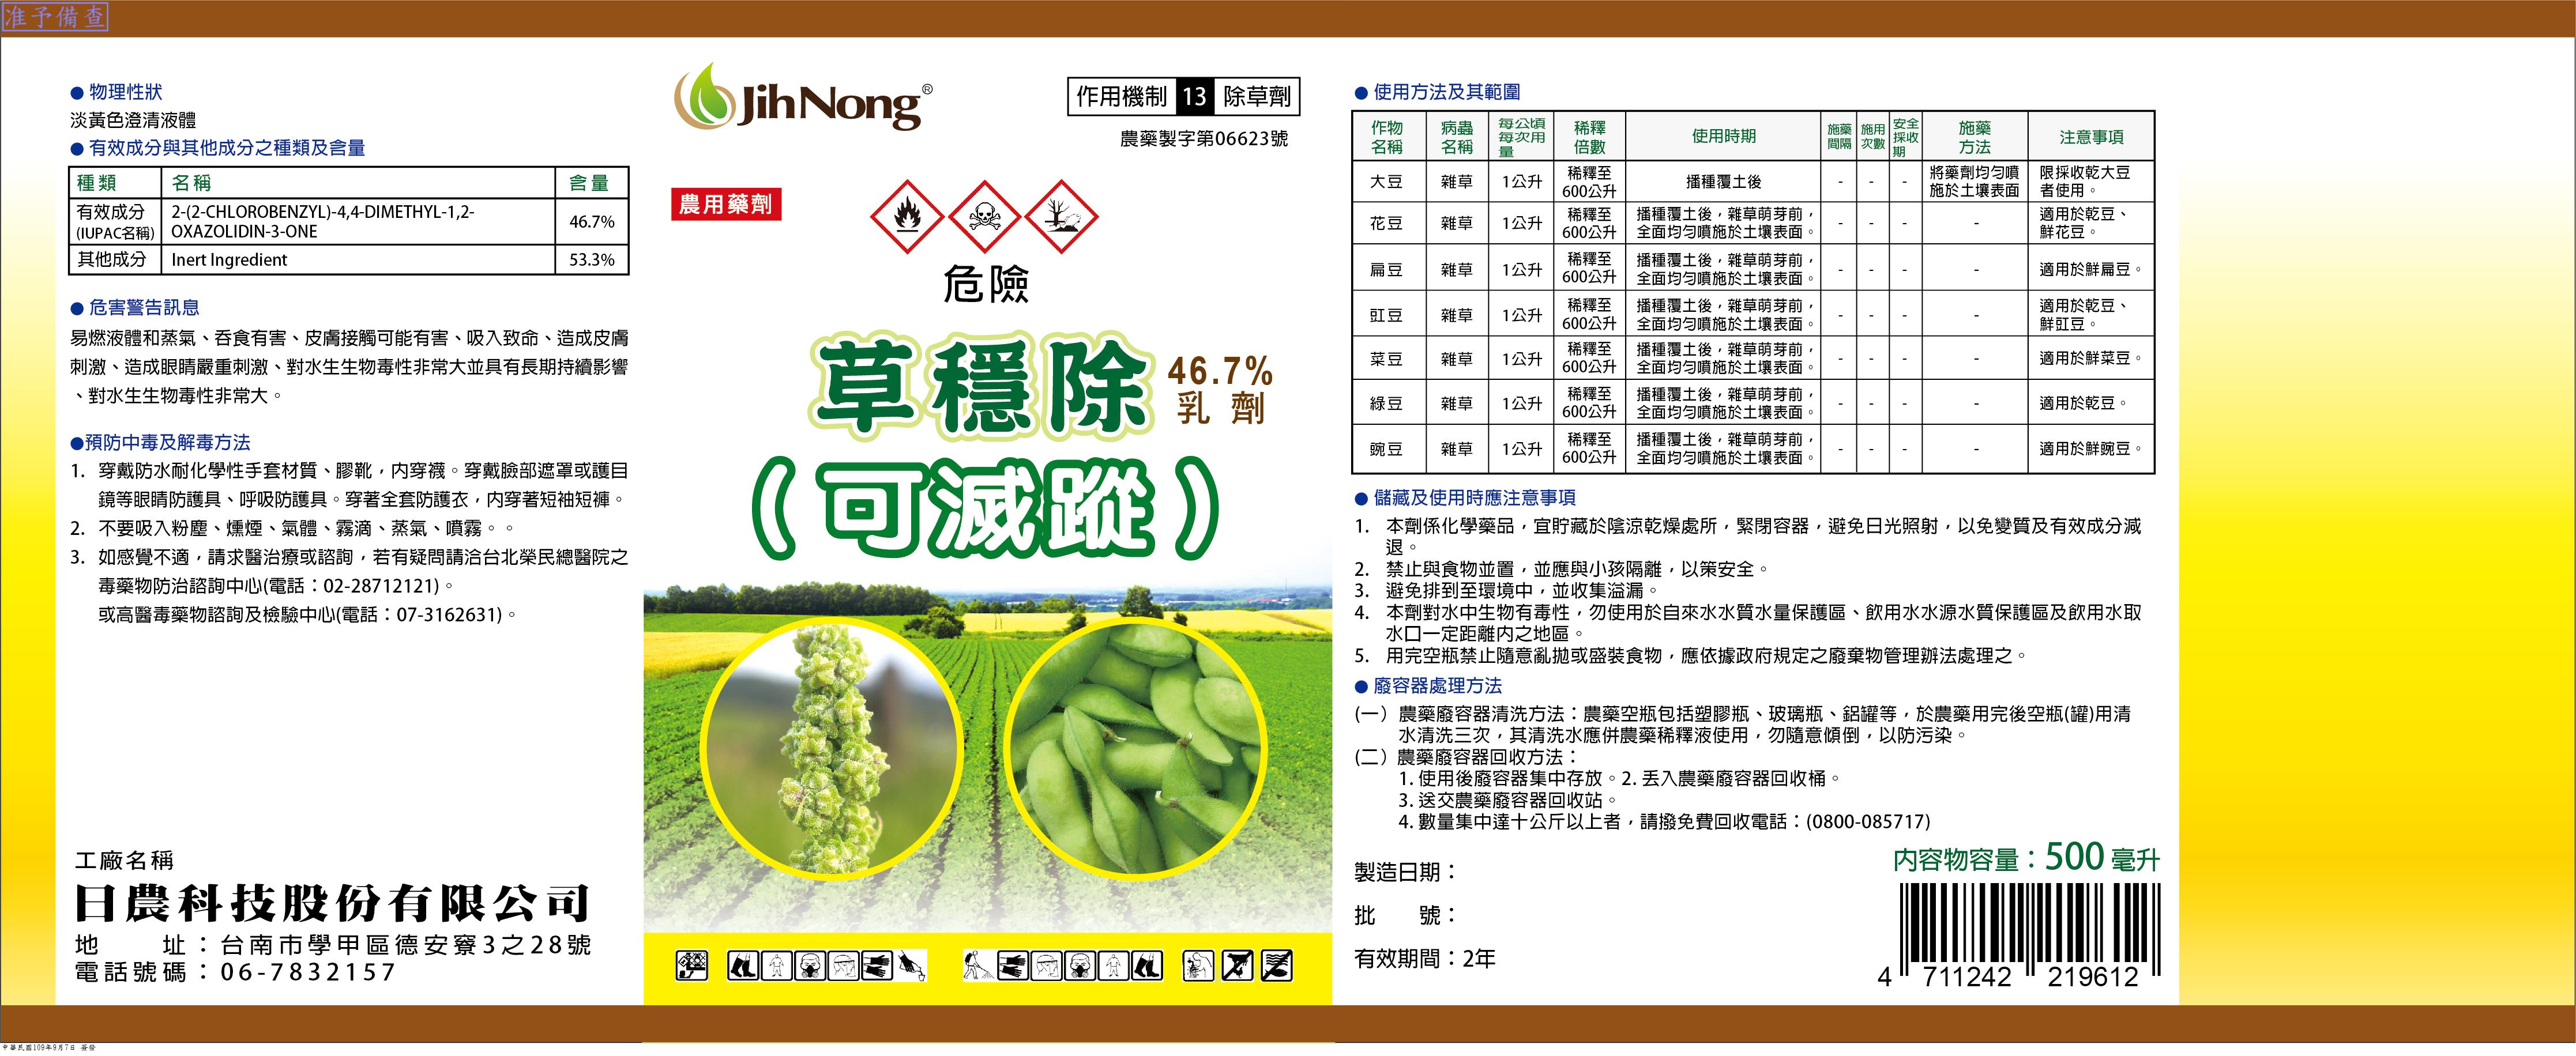 准予備查
● 物理性狀
淡黃色澄清液體
● 有效成分與其他成分之種類及含量
種類 名稱 含量
有效成分 (IUPAC名稱) 2-(2-CHLOROBENZYL)-4,4-DIMETHYL-1,2-
OXAZOLIDIN-3-ONE 46.7%
其他成分 Inert Ingredient 53.3%
● 危害警告訊息
易燃液體和蒸氣、吞食有害、皮膚接觸可能有害、吸入致命、造成皮膚
刺激、造成眼睛嚴重刺激、對水生生物毒性非常大並具有長期持續影響
、對水生生物毒性非常大。
●預防中毒及解毒方法
1. 穿戴防水耐化學性手套材質、膠靴，內穿襪。穿戴臉部遮罩或護目
鏡等眼睛防護具、呼吸防護具。穿著全套防護衣，內穿著短袖短褲。
2. 不要吸入粉塵、燻煙、氣體、霧滴、蒸氣、噴霧。。
3. 如感覺不適，請求醫治療或諮詢，若有疑問請洽台北榮民總醫院之
毒藥物防治諮詢中心(電話：02-28712121)。
或高醫毒藥物諮詢及檢驗中心(電話：07-3162631)。
工廠名稱
日農科技股份有限公司
地 址：台南市學甲區德安寮3之28號
電話號碼：06-7832157
JihNong®
作用機制 13 除草劑
農藥製字第06623號
農用藥劑
危險
草穩除
46.7%
乳 劑
(可滅蹤)
● 使用方法及其範圍
作物名稱 病蟲名稱 每公頃每次用量 稀釋倍數 使用時期 施藥間隔 施用次數 安全採收期 施藥方法 注意事項
大豆 雜草 1公升 稀釋至600公升 播種覆土後 - - - 將藥劑均勻噴施於土壤表面 限採收乾大豆者使用。
花豆 雜草 1公升 稀釋至600公升 播種覆土後，雜草萌芽前，全面均勻噴施於土壤表面。 - - - - 適用於乾豆、鮮花豆。
扁豆 雜草 1公升 稀釋至600公升 播種覆土後，雜草萌芽前，全面均勻噴施於土壤表面。 - - - - 適用於鮮扁豆。
豇豆 雜草 1公升 稀釋至600公升 播種覆土後，雜草萌芽前，全面均勻噴施於土壤表面。 - - - - 適用於乾豆、鮮豇豆。
菜豆 雜草 1公升 稀釋至600公升 播種覆土後，雜草萌芽前，全面均勻噴施於土壤表面。 - - - - 適用於鮮菜豆。
綠豆 雜草 1公升 稀釋至600公升 播種覆土後，雜草萌芽前，全面均勻噴施於土壤表面。 - - - - 適用於乾豆。
豌豆 雜草 1公升 稀釋至600公升 播種覆土後，雜草萌芽前，全面均勻噴施於土壤表面。 - - - - 適用於鮮豌豆。
● 儲藏及使用時應注意事項
1. 本劑係化學藥品，宜貯藏於陰涼乾燥處所，緊閉容器，避免日光照射，以免變質及有效成分減
退。
2. 禁止與食物並置，並應與小孩隔離，以策安全。
3. 避免排到至環境中，並收集溢漏。
4. 本劑對水中生物有毒性，勿使用於自來水水質水量保護區、飲用水水源水質保護區及飲用水取
水口一定距離內之地區。
5. 用完空瓶禁止隨意亂拋或盛裝食物，應依據政府規定之廢棄物管理辦法處理之。
● 廢容器處理方法
(一) 農藥廢容器清洗方法：農藥空瓶包括塑膠瓶、玻璃瓶、鋁罐等，於農藥用完後空瓶(罐)用清
水清洗三次，其清洗水應併農藥稀釋液使用，勿隨意傾倒，以防污染。
(二) 農藥廢容器回收方法：
1. 使用後廢容器集中存放。2. 丟入農藥廢容器回收桶。
3. 送交農藥廢容器回收站。
4. 數量集中達十公斤以上者，請撥免費回收電話：(0800-085717)
內容物容量：500 毫升
製造日期：
批 號：
有效期間：2年
4 711242 219612
中華民國109年9月7日 簽發